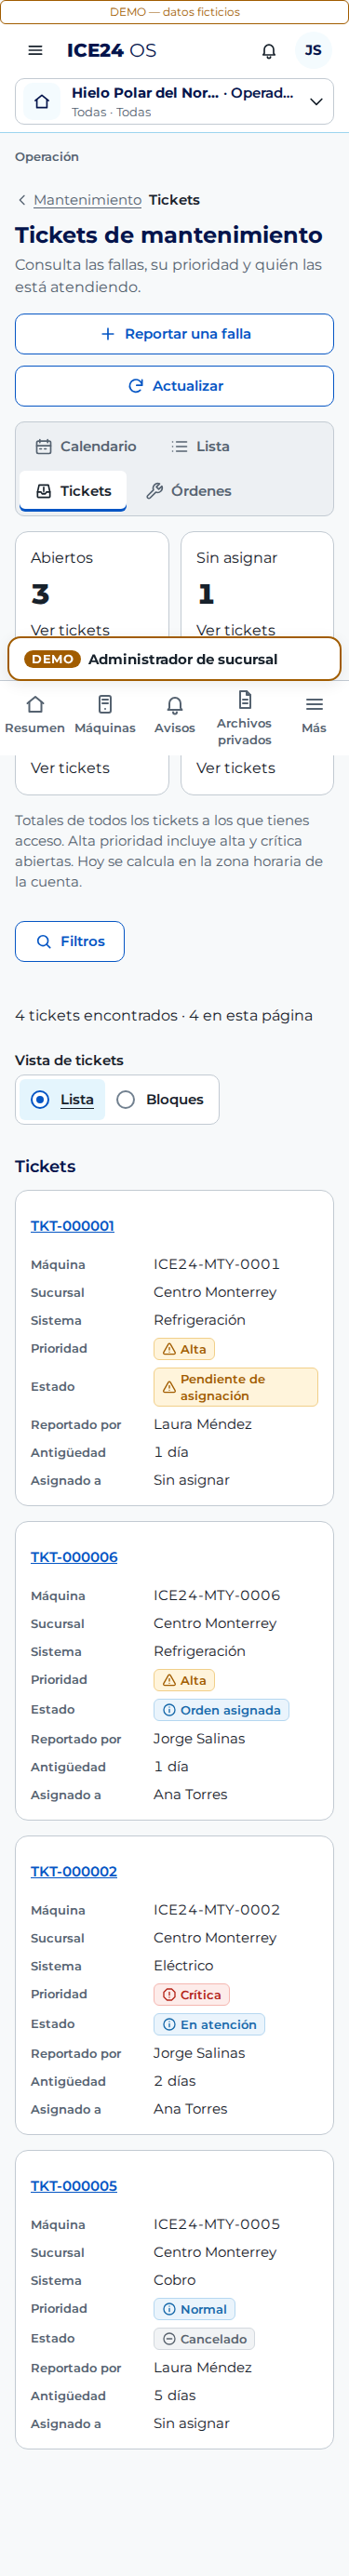 DEMO — datos ficticios
ICE24 OS
JS
Hielo Polar del Nor... · Operad...
Todas · Todas
Operación
Mantenimiento Tickets
Tickets de mantenimiento
Consulta las fallas, su prioridad y quién las
está atendiendo.
Reportar una falla
Actualizar
Calendario Lista
Tickets Órdenes
Abiertos Sin asignar
3 1
Ver tickets Ver tickets
DEMO Administrador de sucursal
Resumen Máquinas Avisos Archivos privados Más
Ver tickets Ver tickets
Totales de todos los tickets a los que tienes
acceso. Alta prioridad incluye alta y crítica
abiertas. Hoy se calcula en la zona horaria de
la cuenta.
Filtros
4 tickets encontrados · 4 en esta página
Vista de tickets
Lista Bloques
Tickets
TKT-000001
Máquina ICE24-MTY-0001
Sucursal Centro Monterrey
Sistema Refrigeración
Prioridad Alta
Estado Pendiente de
asignación
Reportado por Laura Méndez
Antigüedad 1 día
Asignado a Sin asignar
TKT-000006
Máquina ICE24-MTY-0006
Sucursal Centro Monterrey
Sistema Refrigeración
Prioridad Alta
Estado Orden asignada
Reportado por Jorge Salinas
Antigüedad 1 día
Asignado a Ana Torres
TKT-000002
Máquina ICE24-MTY-0002
Sucursal Centro Monterrey
Sistema Eléctrico
Prioridad Crítica
Estado En atención
Reportado por Jorge Salinas
Antigüedad 2 días
Asignado a Ana Torres
TKT-000005
Máquina ICE24-MTY-0005
Sucursal Centro Monterrey
Sistema Cobro
Prioridad Normal
Estado Cancelado
Reportado por Laura Méndez
Antigüedad 5 días
Asignado a Sin asignar